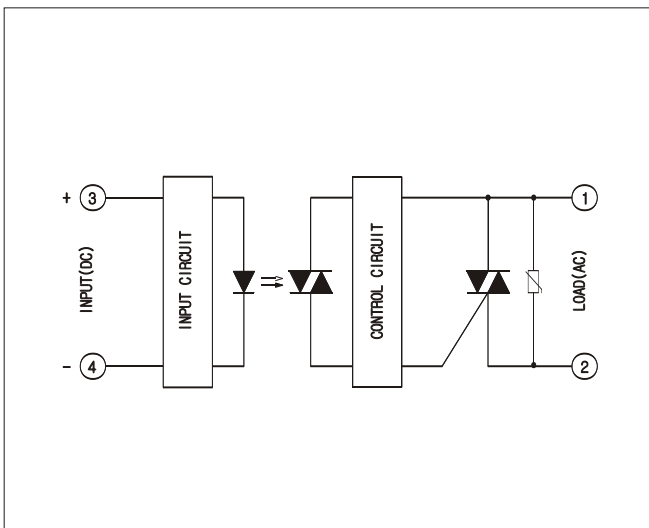 + 3
INPUT(DC)
- 4
INPUT CIRCUIT
CONTROL CIRCUIT
1
LOAD(AC)
2